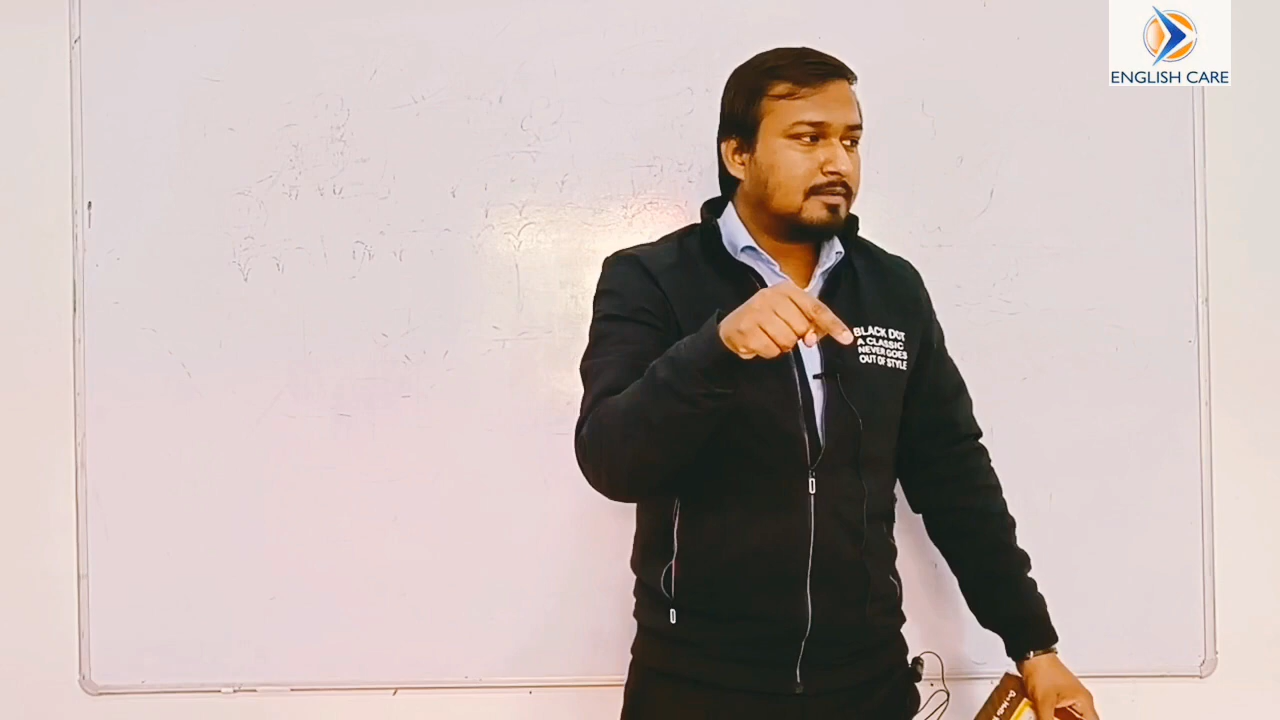 ENGLISH CARE
BLACK DOT
A CLASSIC
NEVER GOES
OUT OF STYLE